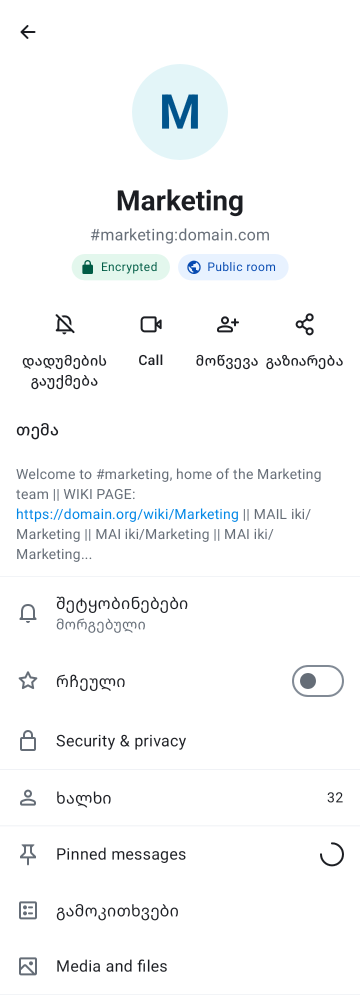 M
Marketing
#marketing:domain.com
Encrypted
Public room
დადუმების გაუქმება
Call
მოწვევა
გაზიარება
თემა
Welcome to #marketing, home of the Marketing
team || WIKI PAGE:
https://domain.org/wiki/Marketing || MAIL iki/
Marketing || MAI iki/Marketing || MAI iki/
Marketing...
შეტყობინებები
მორგებული
რჩეული
Security & privacy
ხალხი
32
Pinned messages
გამოკითხვები
Media and files